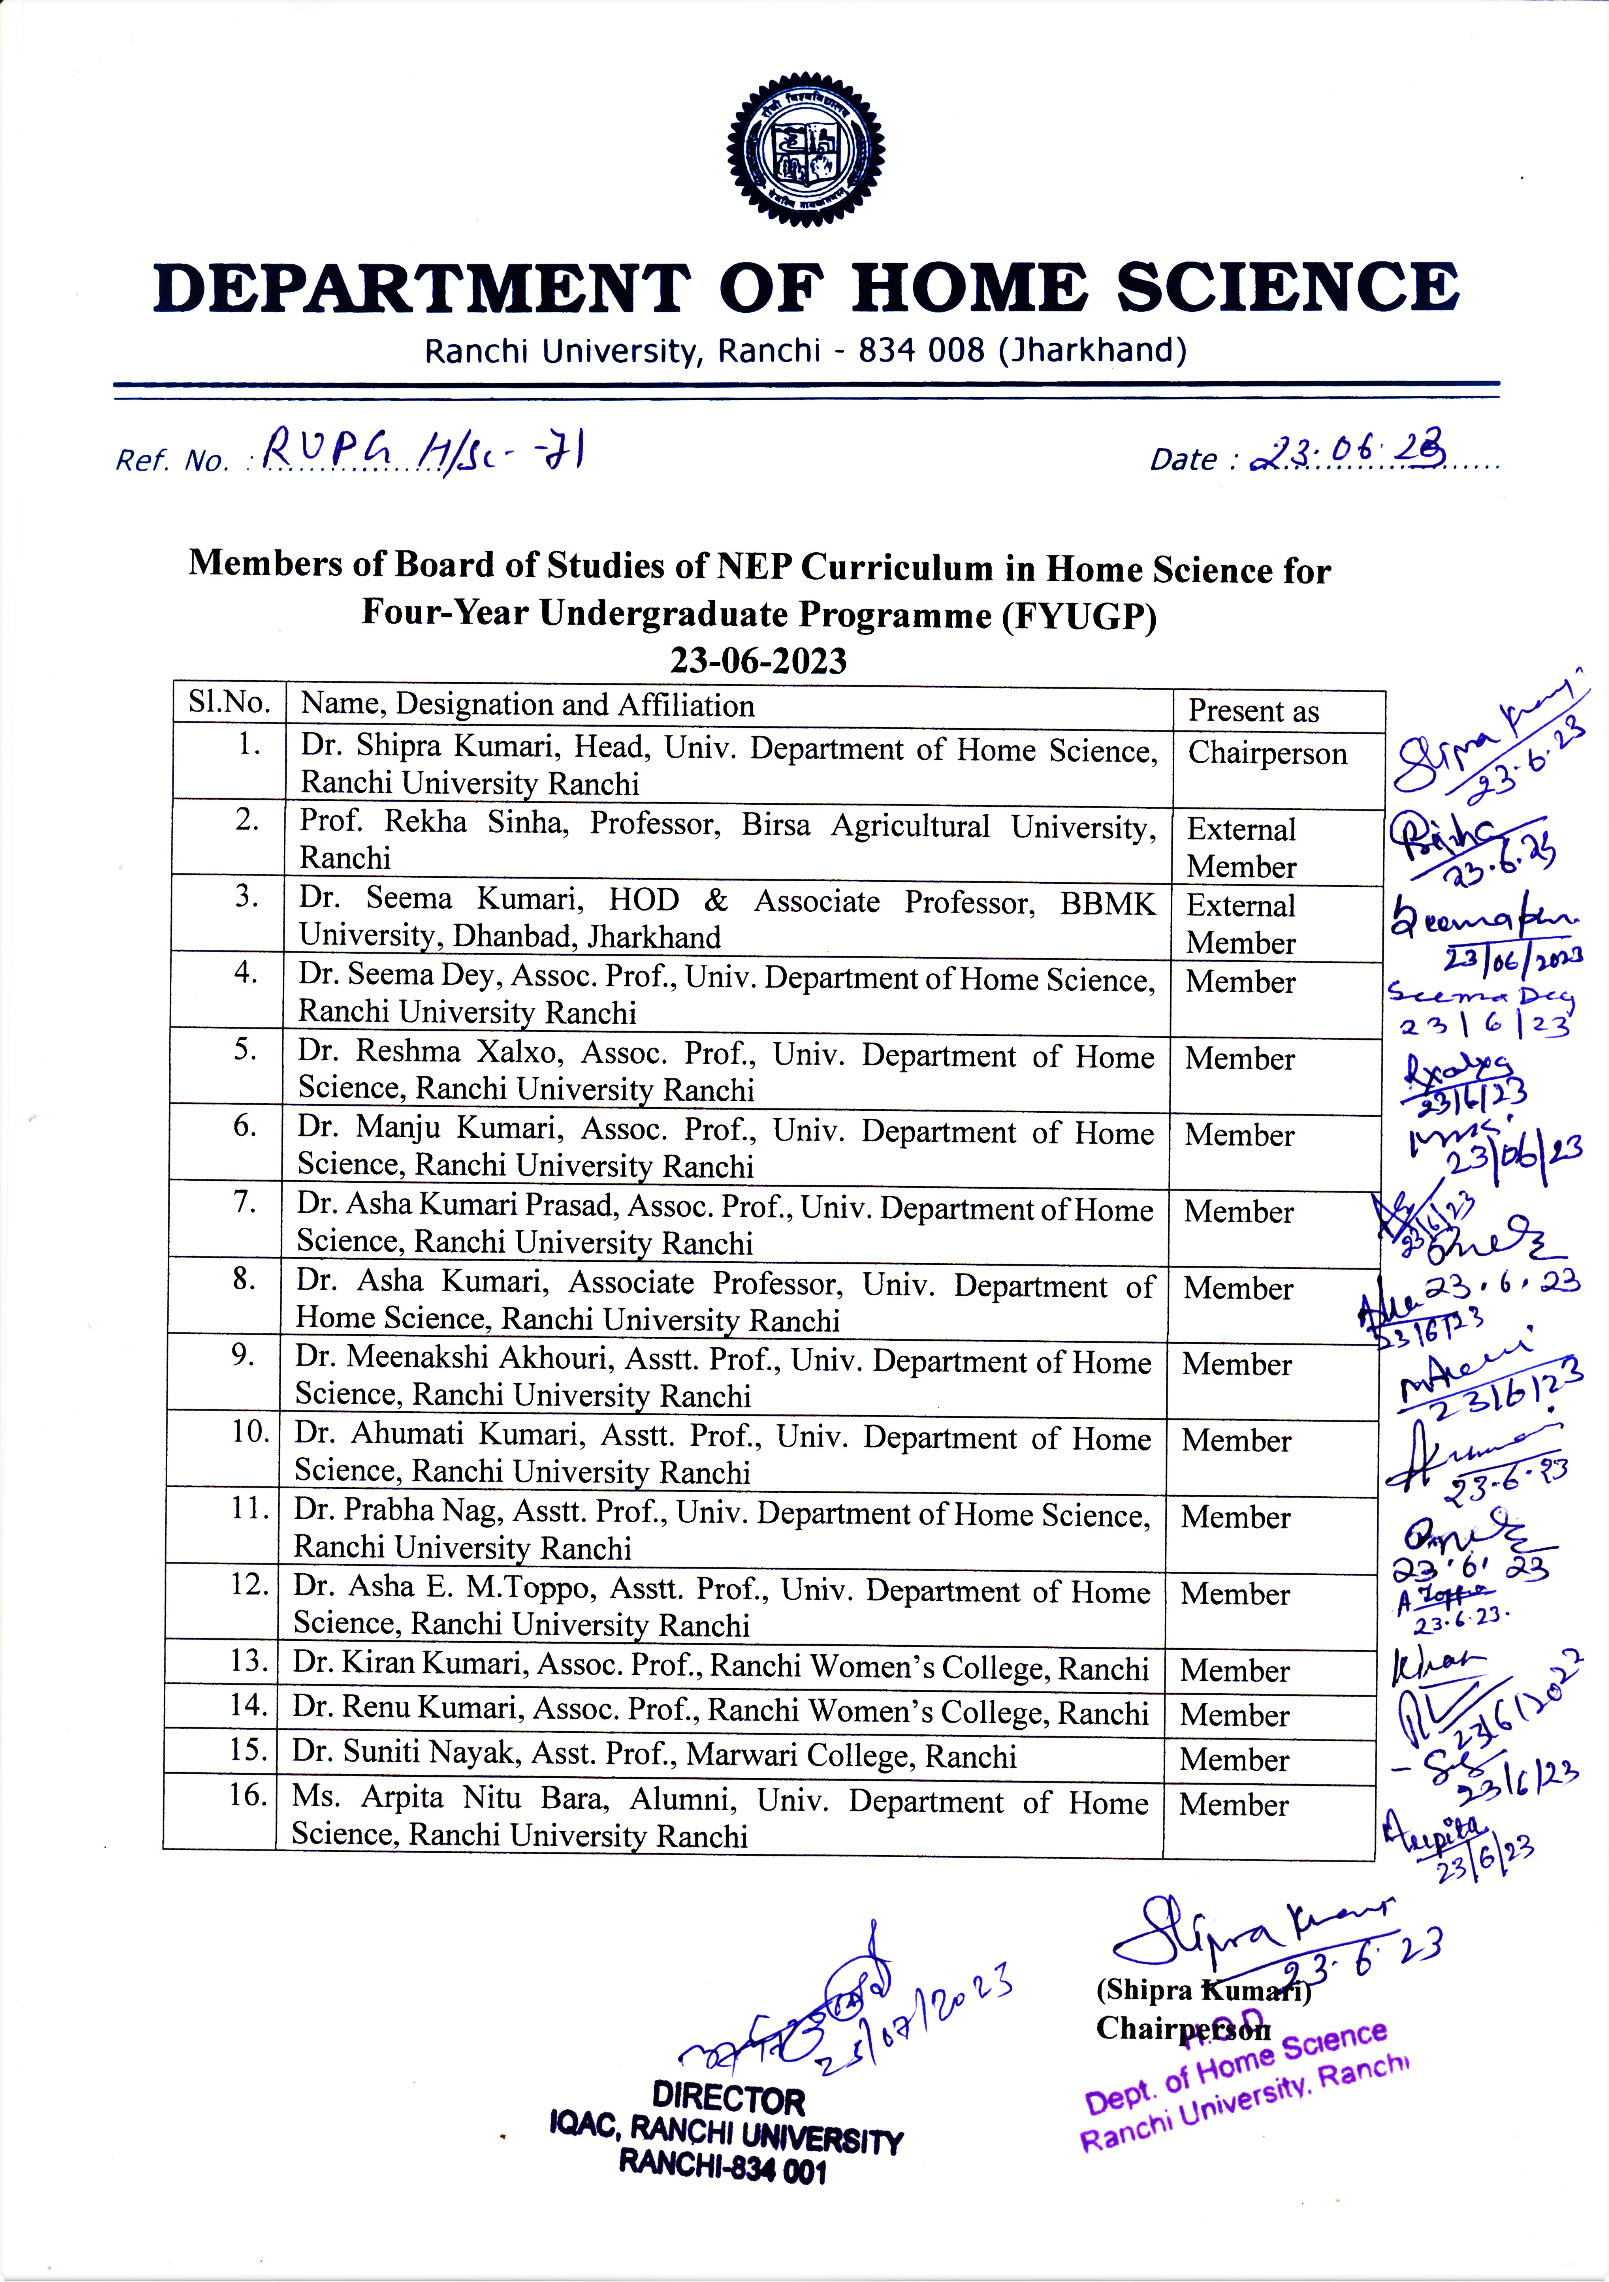 राँची विश्वविद्यालय
DEPARTMENT OF HOME SCIENCE
Ranchi University, Ranchi - 834 008 (Jharkhand)
Ref. No. : RUPG H/Sc- -71 Date : 23.06.23
Members of Board of Studies of NEP Curriculum in Home Science for
Four-Year Undergraduate Programme (FYUGP)
23-06-2023
Sl.No. Name, Designation and Affiliation Present as
1. Dr. Shipra Kumari, Head, Univ. Department of Home Science, Chairperson
Ranchi University Ranchi
Shipra Kumari
23.6.23
2. Prof. Rekha Sinha, Professor, Birsa Agricultural University, External
Ranchi Member
23.6.23
3. Dr. Seema Kumari, HOD & Associate Professor, BBMK External
University, Dhanbad, Jharkhand Member
23/06/2023
4. Dr. Seema Dey, Assoc. Prof., Univ. Department of Home Science, Member
Ranchi University Ranchi
Seema Dey
23/6/23
5. Dr. Reshma Xalxo, Assoc. Prof., Univ. Department of Home Member
Science, Ranchi University Ranchi
Rxalxo
23/6/23
6. Dr. Manju Kumari, Assoc. Prof., Univ. Department of Home Member
Science, Ranchi University Ranchi
23/06/23
7. Dr. Asha Kumari Prasad, Assoc. Prof., Univ. Department of Home Member
Science, Ranchi University Ranchi
23/6/23
23.6.23
8. Dr. Asha Kumari, Associate Professor, Univ. Department of Member
Home Science, Ranchi University Ranchi
23/6/23
9. Dr. Meenakshi Akhouri, Asstt. Prof., Univ. Department of Home Member
Science, Ranchi University Ranchi
23/6/23
10. Dr. Ahumati Kumari, Asstt. Prof., Univ. Department of Home Member
Science, Ranchi University Ranchi
23.6.23
11. Dr. Prabha Nag, Asstt. Prof., Univ. Department of Home Science, Member
Ranchi University Ranchi
23.6.23
12. Dr. Asha E. M.Toppo, Asstt. Prof., Univ. Department of Home Member
Science, Ranchi University Ranchi
A Toppo
23.6.23.
13. Dr. Kiran Kumari, Assoc. Prof., Ranchi Women's College, Ranchi Member
Kiran
14. Dr. Renu Kumari, Assoc. Prof., Ranchi Women's College, Ranchi Member
23/6/2022
15. Dr. Suniti Nayak, Asst. Prof., Marwari College, Ranchi Member
23/6/23
16. Ms. Arpita Nitu Bara, Alumni, Univ. Department of Home Member
Science, Ranchi University Ranchi
Arpita
23/6/23
Shipra Kumari
23.6.23
(Shipra Kumari)
Chairperson
H.O.D
Dept. of Home Science
Ranchi University, Ranchi
25/07/2023
DIRECTOR
IQAC, RANCHI UNIVERSITY
RANCHI-834 001